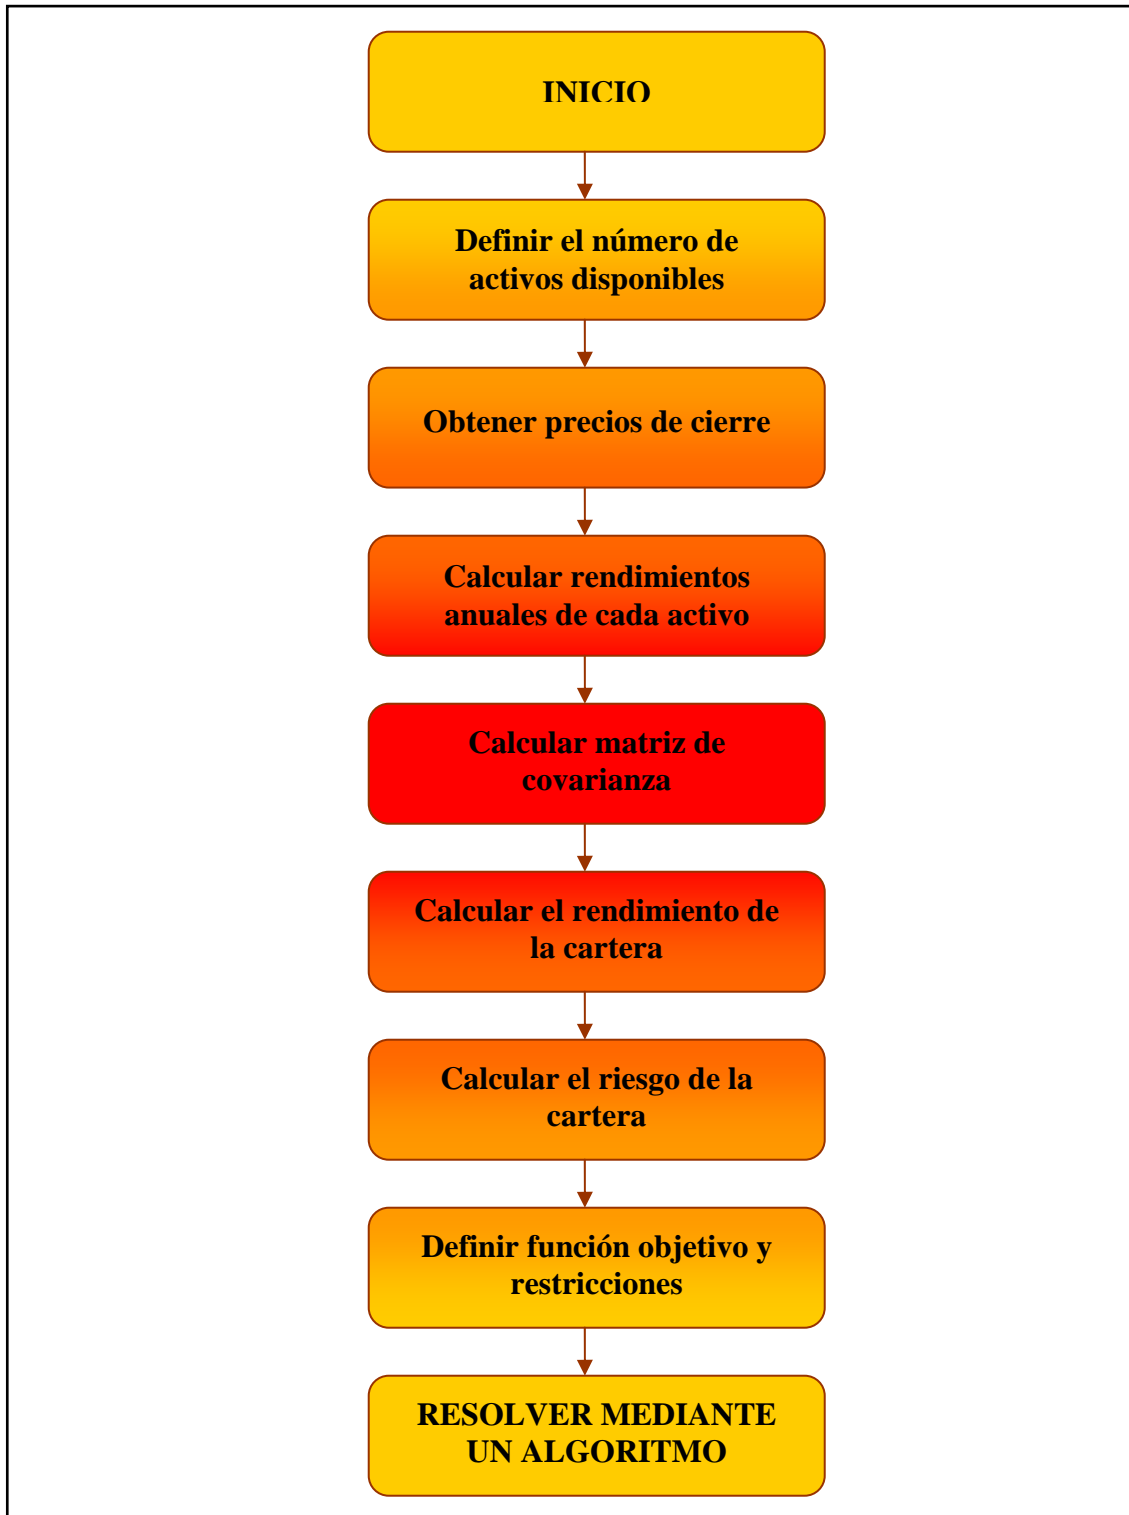 INICIO
Definir el número de
activos disponibles
Obtener precios de cierre
Calcular rendimientos
anuales de cada activo
Calcular matriz de
covarianza
Calcular el rendimiento de
la cartera
Calcular el riesgo de la
cartera
Definir función objetivo y
restricciones
RESOLVER MEDIANTE
UN ALGORITMO